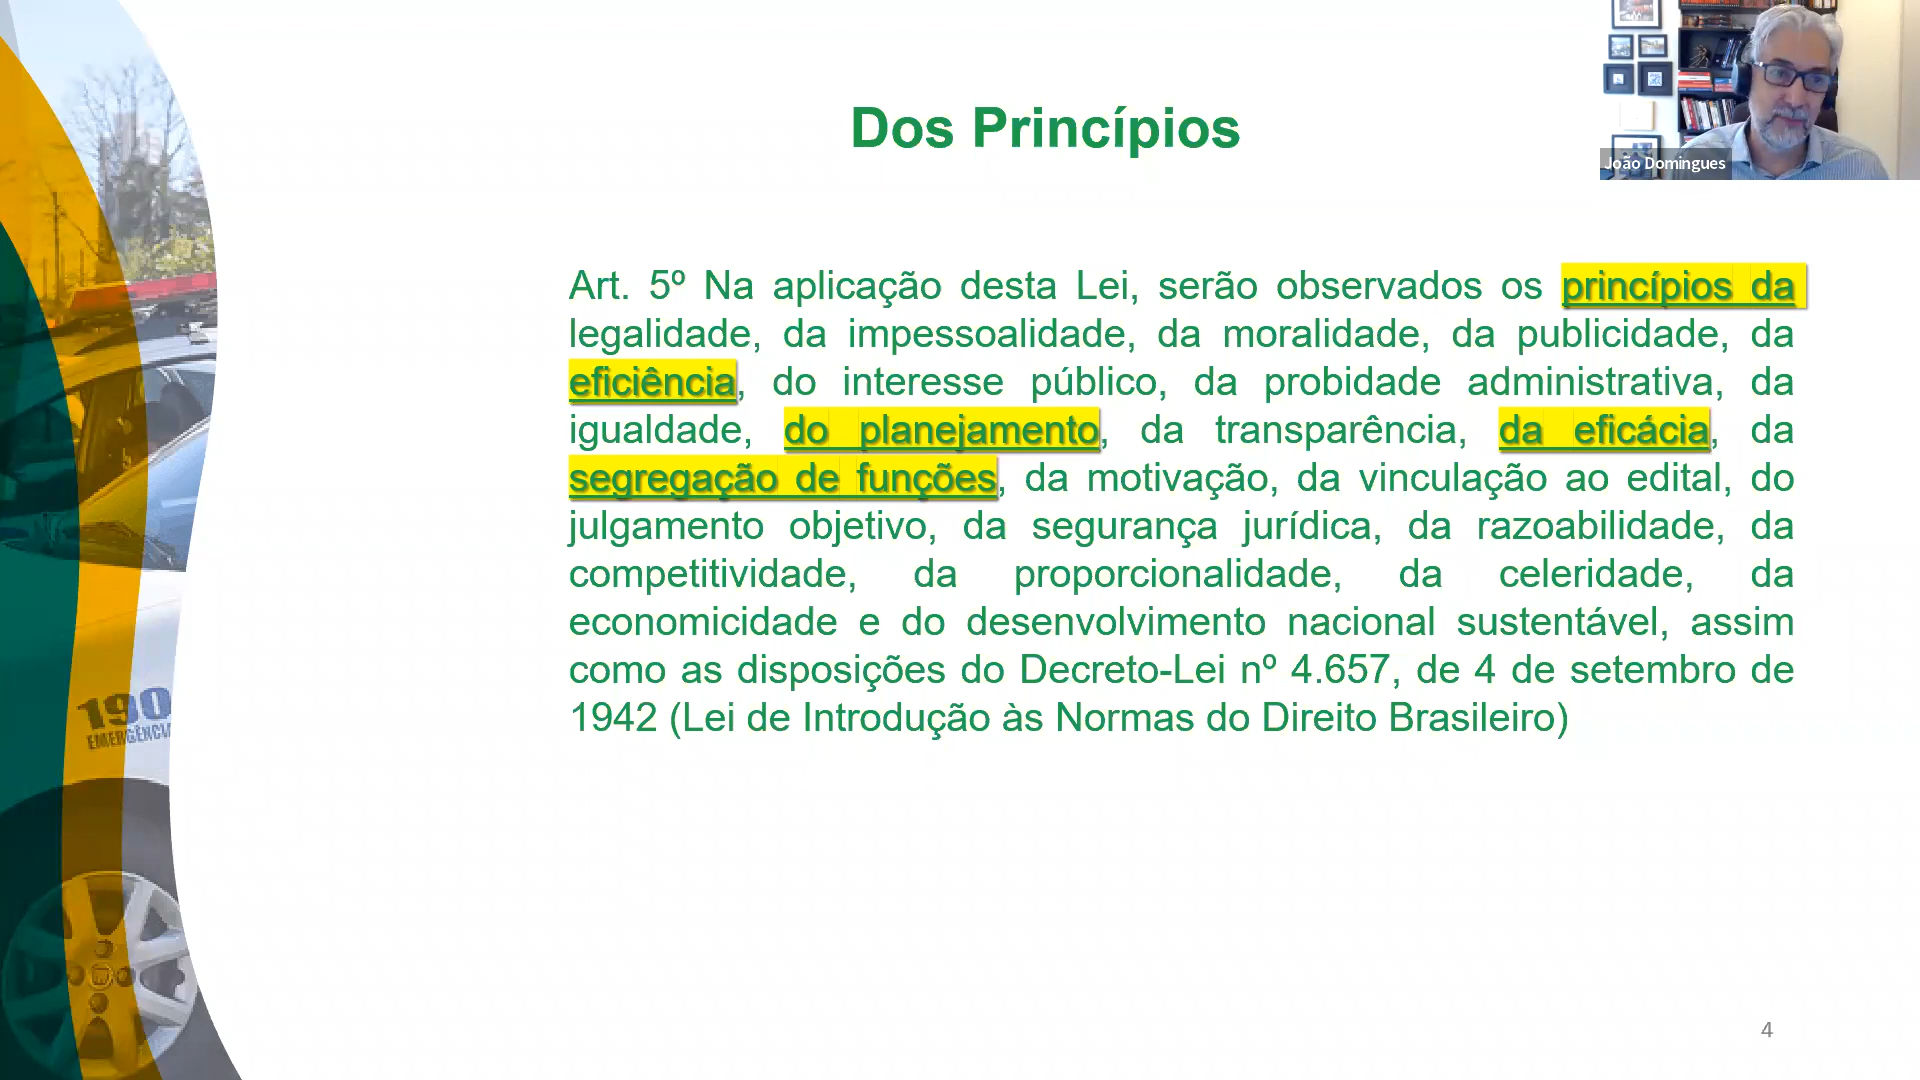 Dos Princípios
João Domingues
Art. 5º Na aplicação desta Lei, serão observados os princípios da
legalidade, da impessoalidade, da moralidade, da publicidade, da
eficiência, do interesse público, da probidade administrativa, da
igualdade, do planejamento, da transparência, da eficácia, da
segregação de funções, da motivação, da vinculação ao edital, do
julgamento objetivo, da segurança jurídica, da razoabilidade, da
competitividade, da proporcionalidade, da celeridade, da
economicidade e do desenvolvimento nacional sustentável, assim
como as disposições do Decreto-Lei nº 4.657, de 4 de setembro de
1942 (Lei de Introdução às Normas do Direito Brasileiro)
190
4